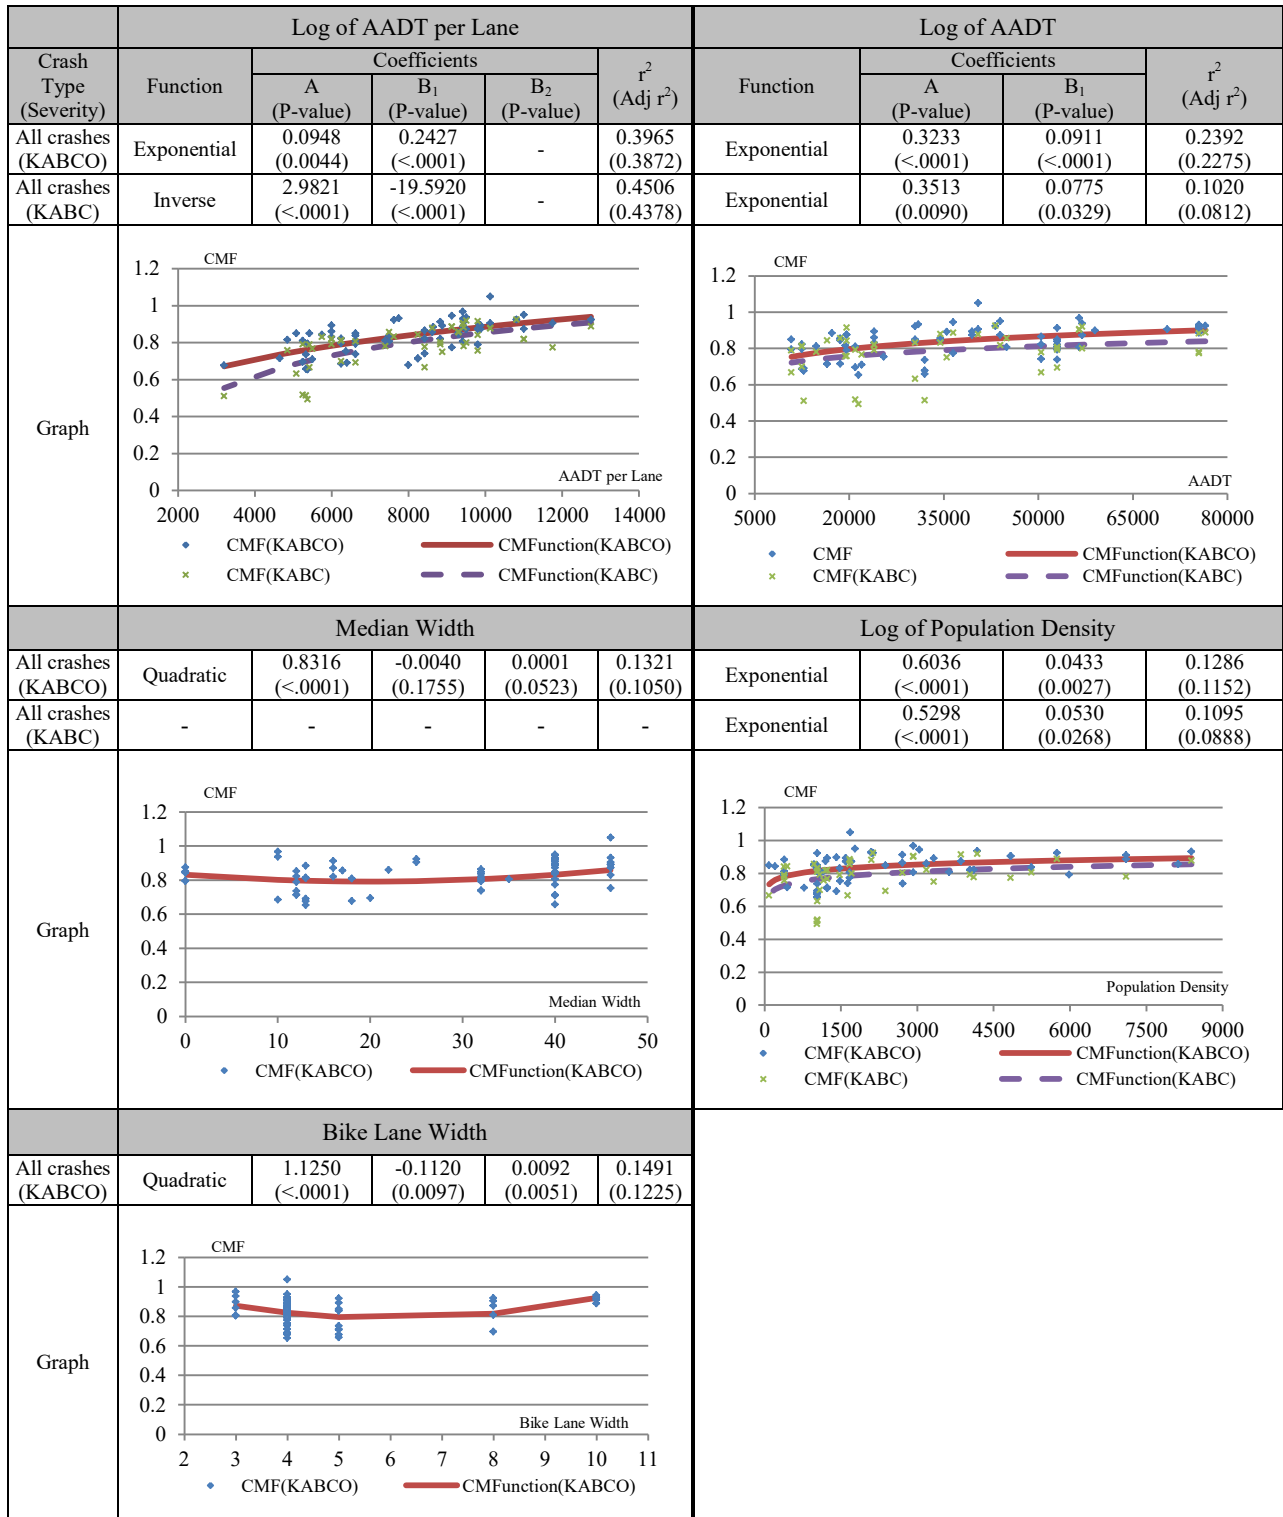 Log of AADT per Lane
Log of AADT
Crash Type (Severity)
Function
Coefficients
r² (Adj r²)
Function
Coefficients
r² (Adj r²)
A (P-value)
B₁ (P-value)
B₂ (P-value)
A (P-value)
B₁ (P-value)
All crashes (KABCO)
Exponential
0.0948 (0.0044)
0.2427 (<.0001)
-
0.3965 (0.3872)
Exponential
0.3233 (<.0001)
0.0911 (<.0001)
0.2392 (0.2275)
All crashes (KABC)
Inverse
2.9821 (<.0001)
-19.5920 (<.0001)
-
0.4506 (0.4378)
Exponential
0.3513 (0.0090)
0.0775 (0.0329)
0.1020 (0.0812)
Graph
CMF
1.2
1
0.8
0.6
0.4
0.2
0
AADT per Lane
2000 4000 6000 8000 10000 12000 14000
CMF(KABCO) CMFunction(KABCO)
CMF(KABC) CMFunction(KABC)
CMF
1.2
1
0.8
0.6
0.4
0.2
0
AADT
5000 20000 35000 50000 65000 80000
CMF CMFunction(KABCO)
CMF(KABC) CMFunction(KABC)
Median Width
Log of Population Density
All crashes (KABCO)
Quadratic
0.8316 (<.0001)
-0.0040 (0.1755)
0.0001 (0.0523)
0.1321 (0.1050)
Exponential
0.6036 (<.0001)
0.0433 (0.0027)
0.1286 (0.1152)
All crashes (KABC)
-
-
-
-
-
Exponential
0.5298 (<.0001)
0.0530 (0.0268)
0.1095 (0.0888)
Graph
CMF
1.2
1
0.8
0.6
0.4
0.2
0
Median Width
0 10 20 30 40 50
CMF(KABCO) CMFunction(KABCO)
CMF
1.2
1
0.8
0.6
0.4
0.2
0
Population Density
0 1500 3000 4500 6000 7500 9000
CMF(KABCO) CMFunction(KABCO)
CMF(KABC) CMFunction(KABC)
Bike Lane Width
All crashes (KABCO)
Quadratic
1.1250 (<.0001)
-0.1120 (0.0097)
0.0092 (0.0051)
0.1491 (0.1225)
Graph
CMF
1.2
1
0.8
0.6
0.4
0.2
0
Bike Lane Width
2 3 4 5 6 7 8 9 10 11
CMF(KABCO) CMFunction(KABCO)